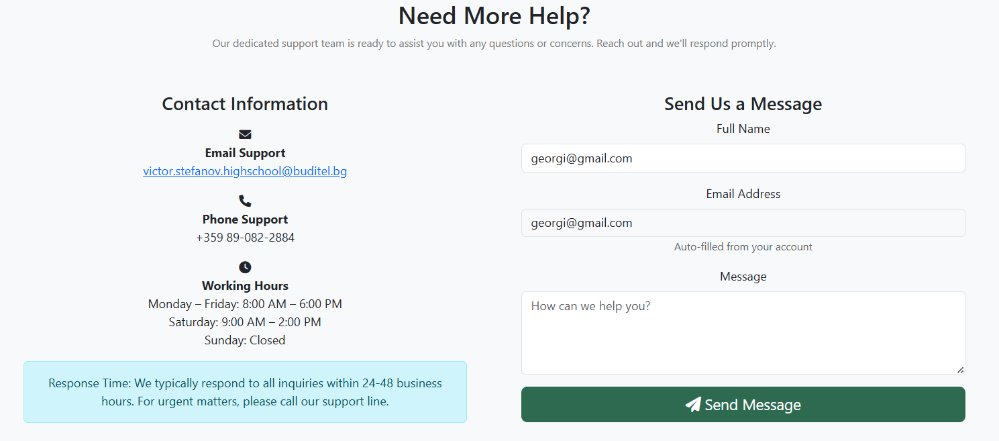 Need More Help?
Our dedicated support team is ready to assist you with any questions or concerns. Reach out and we'll respond promptly.
Contact Information
Email Support
victor.stefanov.highschool@buditel.bg
Phone Support
+359 89-082-2884
Working Hours
Monday – Friday: 8:00 AM – 6:00 PM
Saturday: 9:00 AM – 2:00 PM
Sunday: Closed
Response Time: We typically respond to all inquiries within 24-48 business
hours. For urgent matters, please call our support line.
Send Us a Message
Full Name
georgi@gmail.com
Email Address
georgi@gmail.com
Auto-filled from your account
Message
How can we help you?
Send Message